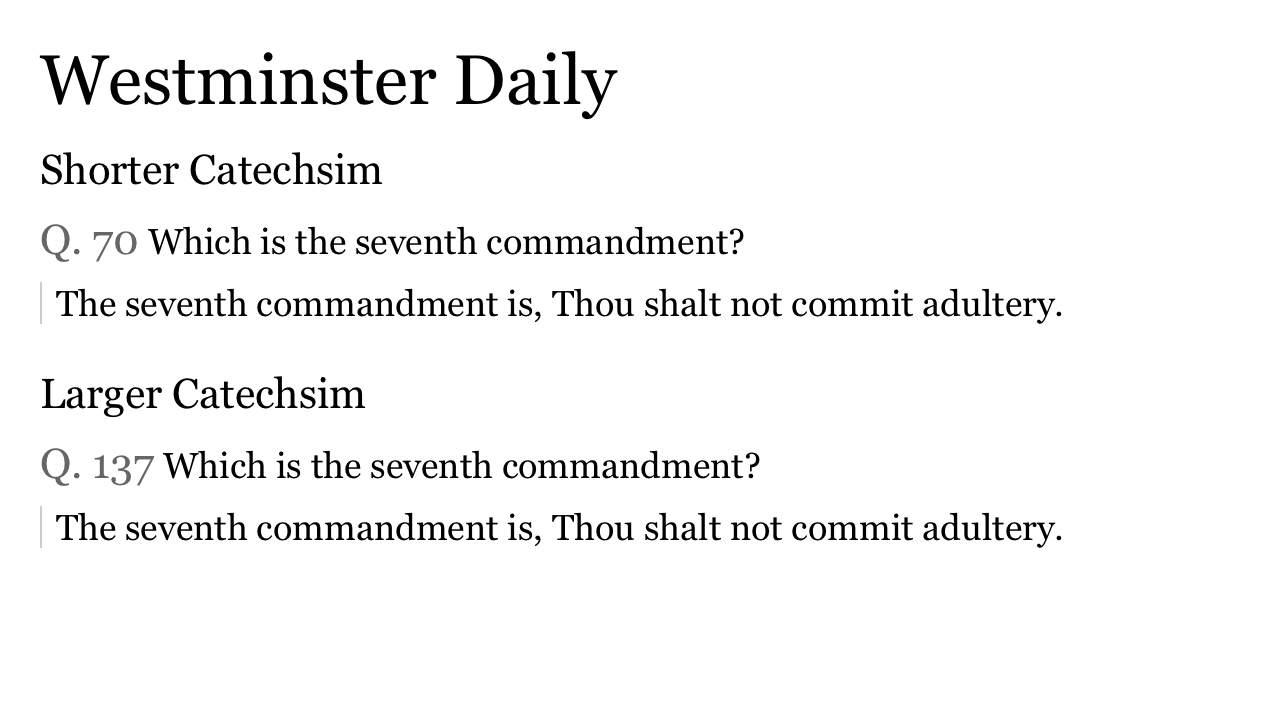 Westminster Daily
Shorter Catechsim
Q. 70 Which is the seventh commandment?
The seventh commandment is, Thou shalt not commit adultery.
Larger Catechsim
Q. 137 Which is the seventh commandment?
The seventh commandment is, Thou shalt not commit adultery.